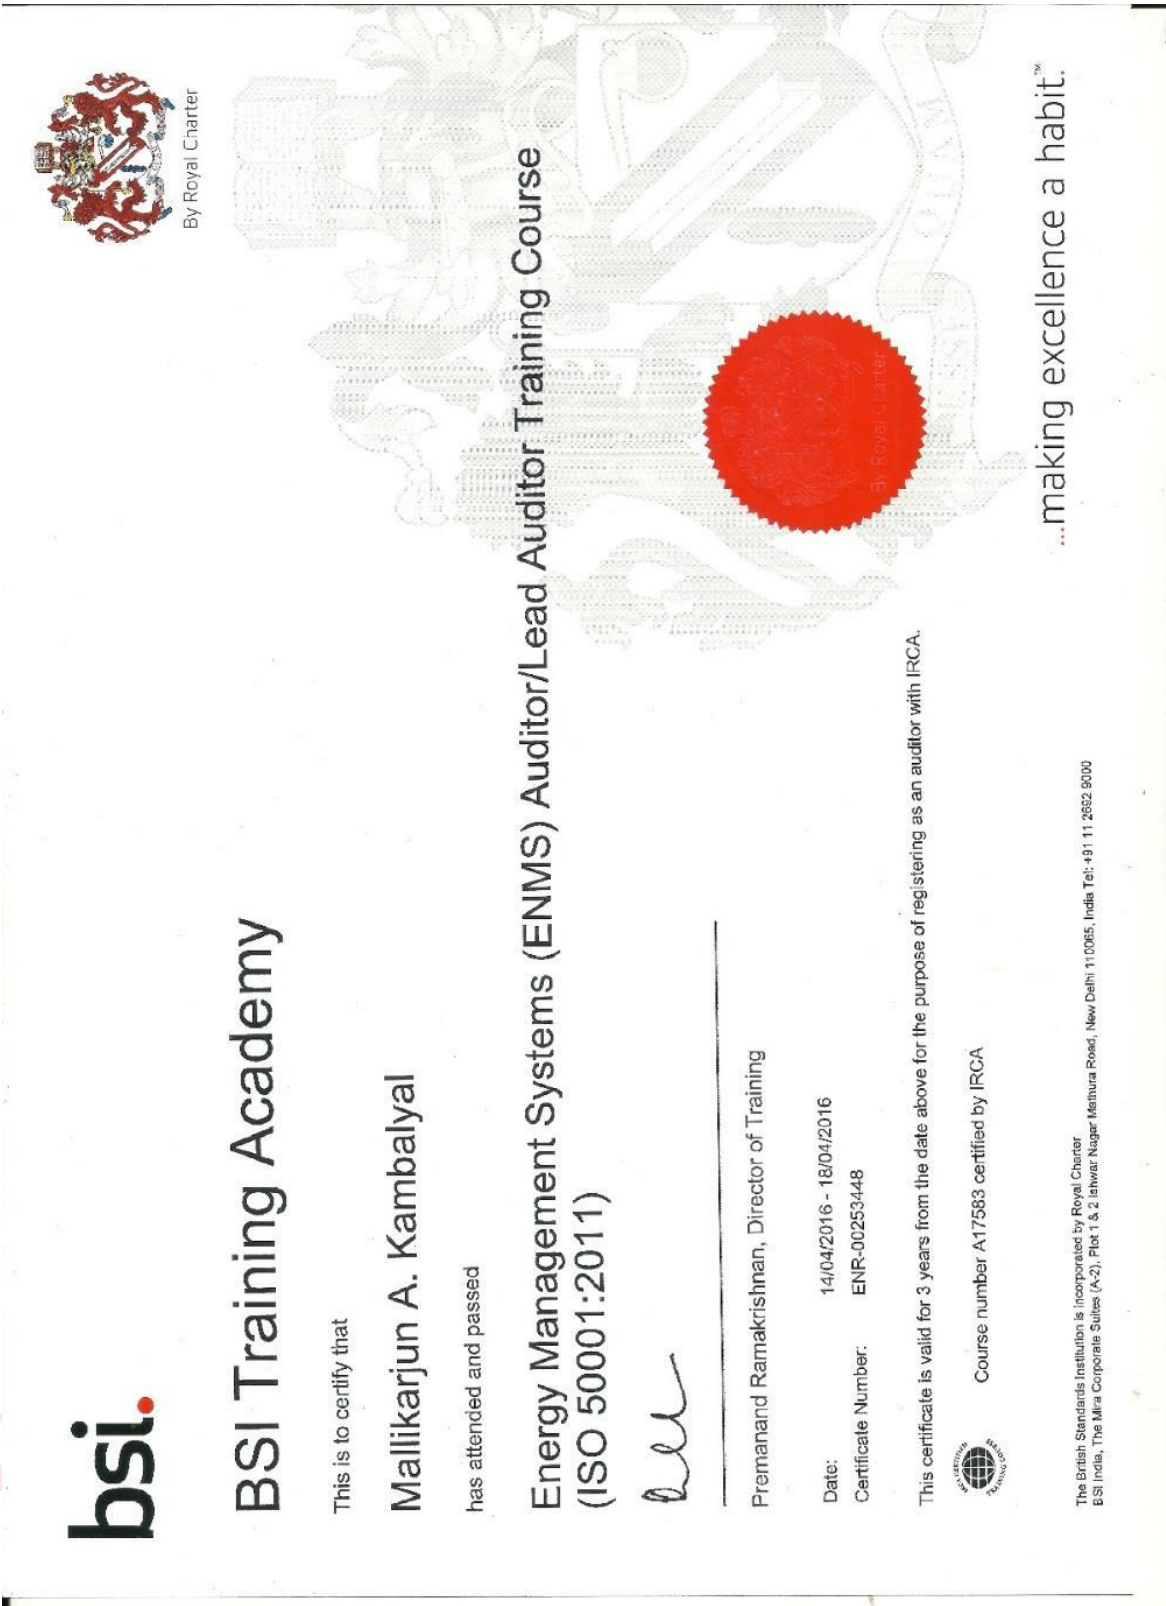 bsi.
By Royal Charter
BSI Training Academy
This is to certify that
Mallikarjun A. Kambalyal
has attended and passed
Energy Management Systems (ENMS) Auditor/Lead Auditor Training Course
(ISO 50001:2011)
Premanand Ramakrishnan, Director of Training
Date: 14/04/2016 - 18/04/2016
Certificate Number: ENR-00253448
This certificate is valid for 3 years from the date above for the purpose of registering as an auditor with IRCA.
Course number A17583 certified by IRCA
By Royal Charter
...making excellence a habit.™
The British Standards Institution is incorporated by Royal Charter
BSI India, The Mira Corporate Suites (A-2), Plot 1 & 2 Ishwar Nagar Mathura Road, New Delhi 110065, India Tel: +91 11 2692 9000